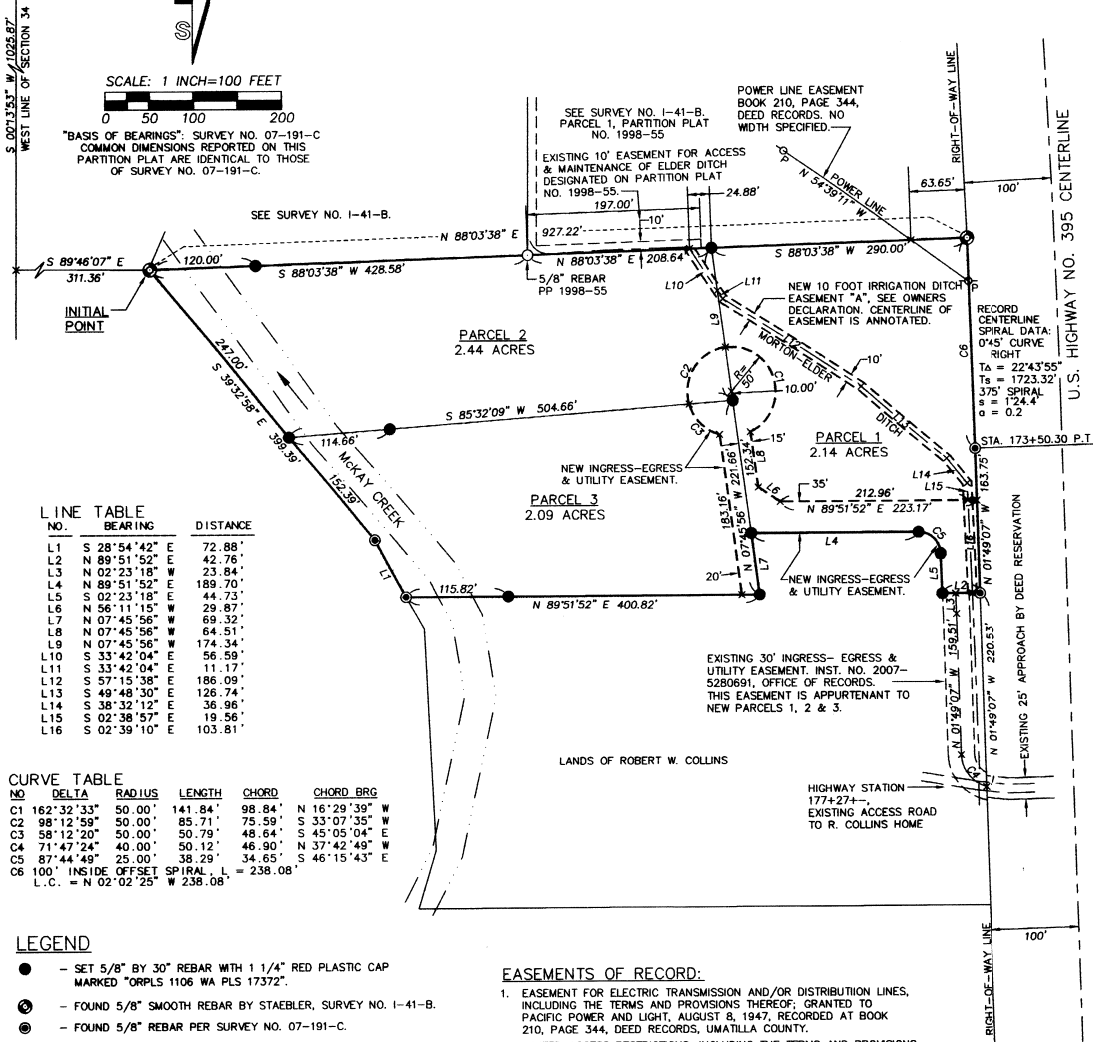 S 00°13'53" W 1025.87'
WEST LINE OF SECTION 34
S
SCALE: 1 INCH=100 FEET
0 50 100 200
"BASIS OF BEARINGS": SURVEY NO. 07-191-C
COMMON DIMENSIONS REPORTED ON THIS
PARTITION PLAT ARE IDENTICAL TO THOSE
OF SURVEY NO. 07-191-C.
SEE SURVEY NO. I-41-B.
SEE SURVEY NO. I-41-B.
PARCEL 1, PARTITION PLAT
NO. 1998-55
EXISTING 10' EASEMENT FOR ACCESS
& MAINTENANCE OF ELDER DITCH
DESIGNATED ON PARTITION PLAT
NO. 1998-55.
24.88'
197.00'
10'
POWER LINE EASEMENT
BOOK 210, PAGE 344,
DEED RECORDS. NO
WIDTH SPECIFIED.
P
POWER LINE
N 54°39'11" W
P
63.65'
RIGHT-OF-WAY LINE
100'
U.S. HIGHWAY NO. 395 CENTERLINE
N 88°03'38" E 927.22'
S 89°46'07" E
311.36'
120.00'
S 88°03'38" W 428.58'
N 88°03'38" E 208.64'
S 88°03'38" W 290.00'
5/8" REBAR
PP 1998-55
INITIAL
POINT
L10
L11
NEW 10 FOOT IRRIGATION DITCH
EASEMENT "A", SEE OWNERS
DECLARATION. CENTERLINE OF
EASEMENT IS ANNOTATED.
RECORD
CENTERLINE
SPIRAL DATA:
0°45' CURVE
RIGHT
T∆ = 22°43'55"
Ts = 1723.32'
375' SPIRAL
s = 1°24.4'
a = 0.2
C6
L9
PARCEL 2
2.44 ACRES
L12
MORTON-ELDER
DITCH
10'
L13
247.00'
S 39°32'58" E
399.39'
152.39'
C2
R= 50'
C1
10.00'
C3
S 85°32'09" W 504.66'
114.66'
McKAY CREEK
PARCEL 1
2.14 ACRES
STA. 173+50.30 P.T
15'
L8
NEW INGRESS-EGRESS
& UTILITY EASEMENT.
221.66'
152.34'
L14
L15
163.75'
L6
35'
212.96'
N 89°51'52" E 223.17'
PARCEL 3
2.09 ACRES
183.16'
N 07°45'56" W
L16
N 01°49'07" W
L4
C5
L5
L7
20'
NEW INGRESS-EGRESS
& UTILITY EASEMENT.
L2
L1
115.82'
N 89°51'52" E 400.82'
L3
159.51'
N 01°49'07" W
220.53'
N 01°49'07" W
EXISTING 25' APPROACH BY DEED RESERVATION
LINE TABLE
NO. BEARING DISTANCE
L1 S 28°54'42" E 72.88'
L2 N 89°51'52" E 42.76'
L3 N 02°23'18" W 23.84'
L4 N 89°51'52" E 189.70'
L5 S 02°23'18" E 44.73'
L6 N 56°11'15" W 29.87'
L7 N 07°45'56" W 69.32'
L8 N 07°45'56" W 64.51'
L9 N 07°45'56" W 174.34'
L10 S 33°42'04" E 56.59'
L11 S 33°42'04" E 11.17'
L12 S 57°15'38" E 186.09'
L13 S 49°48'30" E 126.74'
L14 S 38°32'12" E 36.96'
L15 S 02°38'57" E 19.56'
L16 S 02°39'10" E 103.81'
EXISTING 30' INGRESS- EGRESS &
UTILITY EASEMENT. INST. NO. 2007-
5280691, OFFICE OF RECORDS.
THIS EASEMENT IS APPURTENANT TO
NEW PARCELS 1, 2 & 3.
LANDS OF ROBERT W. COLLINS
C4
HIGHWAY STATION
177+27+-,
EXISTING ACCESS ROAD
TO R. COLLINS HOME
CURVE TABLE
NO DELTA RADIUS LENGTH CHORD CHORD BRG
C1 162°32'33" 50.00' 141.84' 98.84' N 16°29'39" W
C2 98°12'59" 50.00' 85.71' 75.59' S 33°07'35" W
C3 58°12'20" 50.00' 50.79' 48.64' S 45°05'04" E
C4 71°47'24" 40.00' 50.12' 46.90' N 37°42'49" W
C5 87°44'49" 25.00' 38.29' 34.65' S 46°15'43" E
C6 100' INSIDE OFFSET SPIRAL, L = 238.08'
L.C. = N 02°02'25" W 238.08'
100'
RIGHT-OF-WAY LINE
LEGEND
- SET 5/8" BY 30" REBAR WITH 1 1/4" RED PLASTIC CAP
MARKED "ORPLS 1106 WA PLS 17372".
- FOUND 5/8" SMOOTH REBAR BY STAEBLER, SURVEY NO. I-41-B.
- FOUND 5/8" REBAR PER SURVEY NO. 07-191-C.
EASEMENTS OF RECORD:
1. EASEMENT FOR ELECTRIC TRANSMISSION AND/OR DISTRIBUTIION LINES,
INCLUDING THE TERMS AND PROVISIONS THEREOF; GRANTED TO
PACIFIC POWER AND LIGHT, AUGUST 8, 1947, RECORDED AT BOOK
210, PAGE 344, DEED RECORDS, UMATILLA COUNTY.